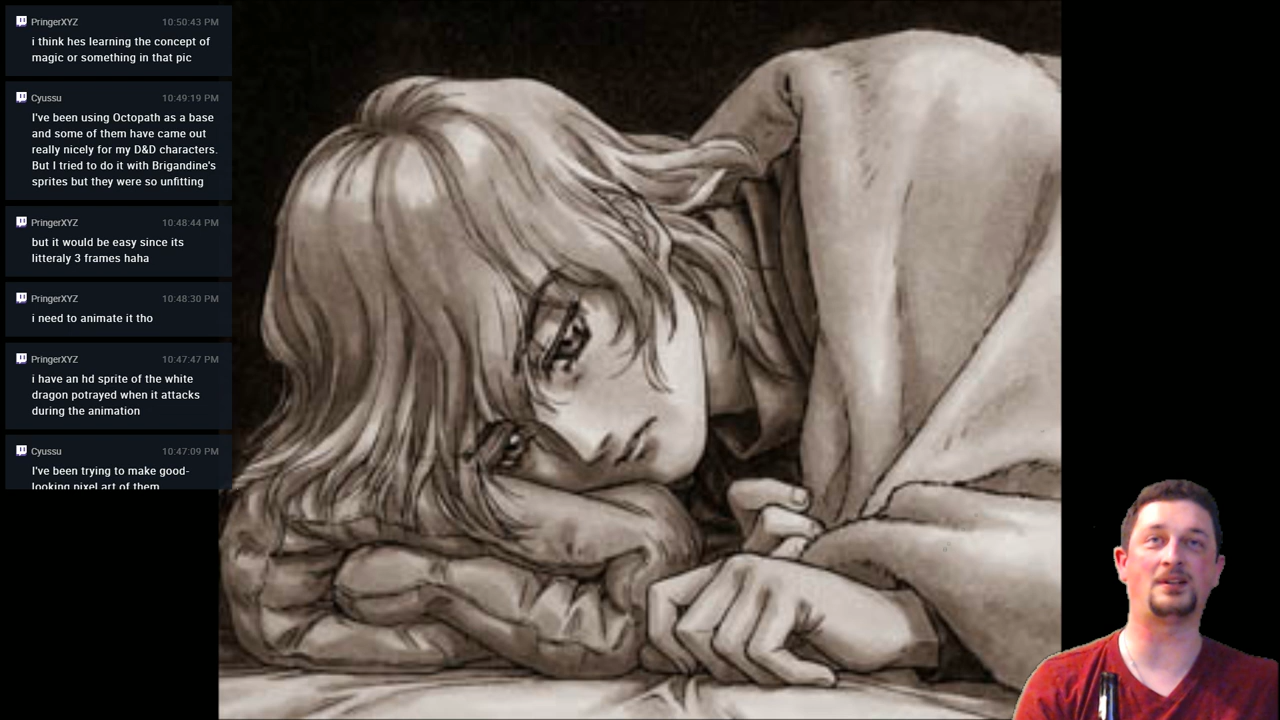 PringerXYZ 10:50:43 PM
i think hes learning the concept of
magic or something in that pic
Cyussu 10:49:19 PM
I've been using Octopath as a base
and some of them have came out
really nicely for my D&D characters.
But I tried to do it with Brigandine's
sprites but they were so unfitting
PringerXYZ 10:48:44 PM
but it would be easy since its
litteraly 3 frames haha
PringerXYZ 10:48:30 PM
i need to animate it tho
PringerXYZ 10:47:47 PM
i have an hd sprite of the white
dragon potrayed when it attacks
during the animation
Cyussu 10:47:09 PM
I've been trying to make good-
looking pixel art of them